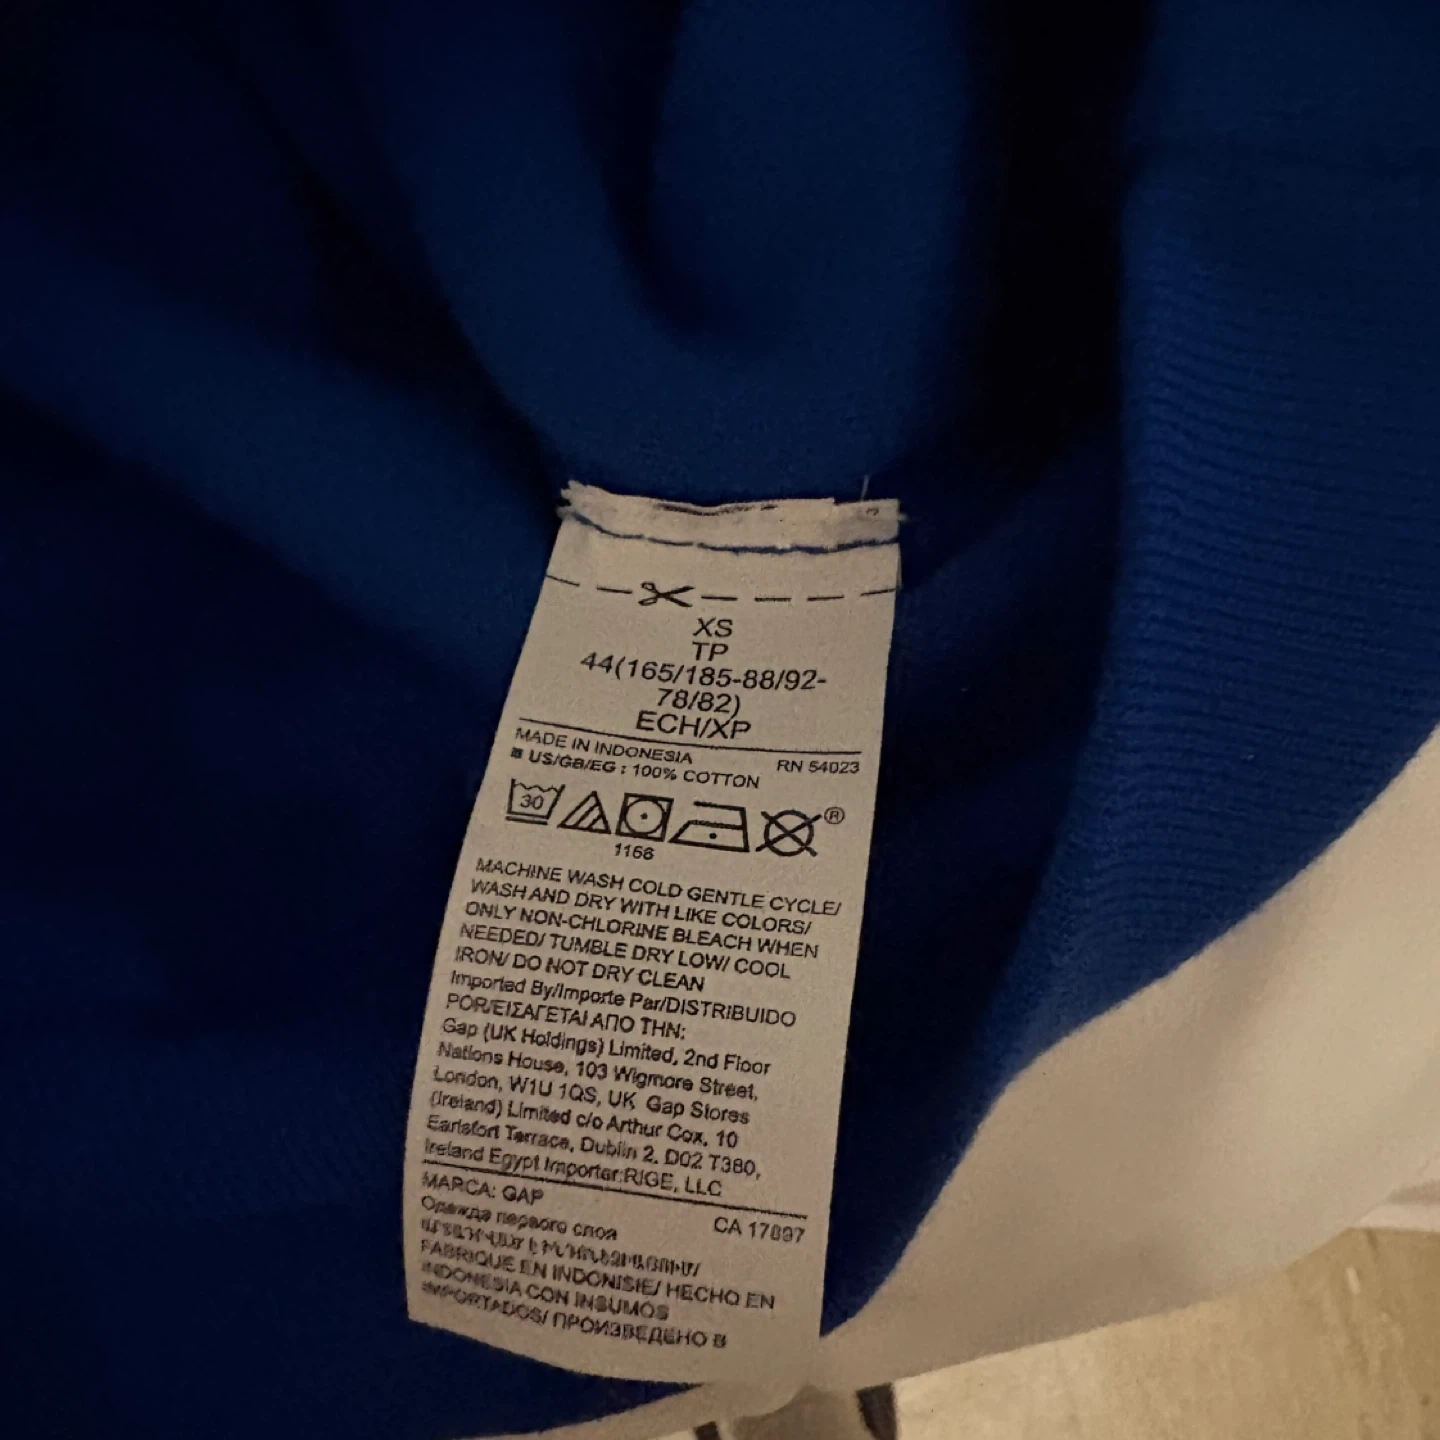 XS
TP
44(165/185-88/92-
78/82)
ECH/XP
MADE IN INDONESIA
RN 54023
US/GB/EG : 100% COTTON
30
®
1166
MACHINE WASH COLD GENTLE CYCLE/
WASH AND DRY WITH LIKE COLORS/
ONLY NON-CHLORINE BLEACH WHEN
NEEDED/ TUMBLE DRY LOW/ COOL
IRON/ DO NOT DRY CLEAN
Imported By/Importe Par/DISTRIBUIDO
POR/ΕΙΣΑΓΕΤΑΙ ΑΠΟ ΤΗΝ:
Gap (UK Holdings) Limited, 2nd Floor
Nations House, 103 Wigmore Street,
London, W1U 1QS, UK Gap Stores
(Ireland) Limited c/o Arthur Cox, 10
Earlsfort Terrace, Dublin 2, D02 T380,
Ireland Egypt Importer:RIGE, LLC
MARCA: GAP
CA 17897
Одежда первого слоя
FABRIQUE EN INDONISIE/ HECHO EN
INDONESIA CON INSUMOS
IMPORTADOS/ ПРОИЗВЕДЕНО В